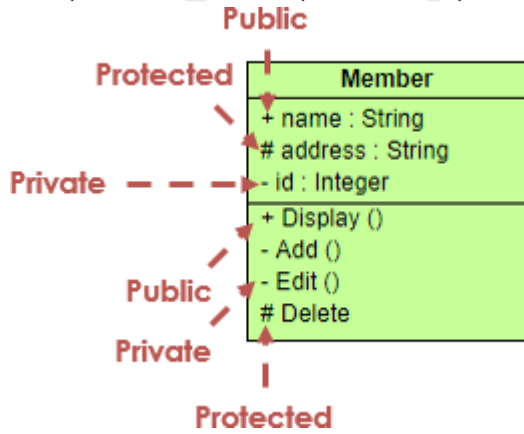 Public
Protected
Member
+ name : String
# address : String
Private
- id : Integer
+ Display ()
- Add ()
Public
- Edit ()
Private
# Delete
Protected